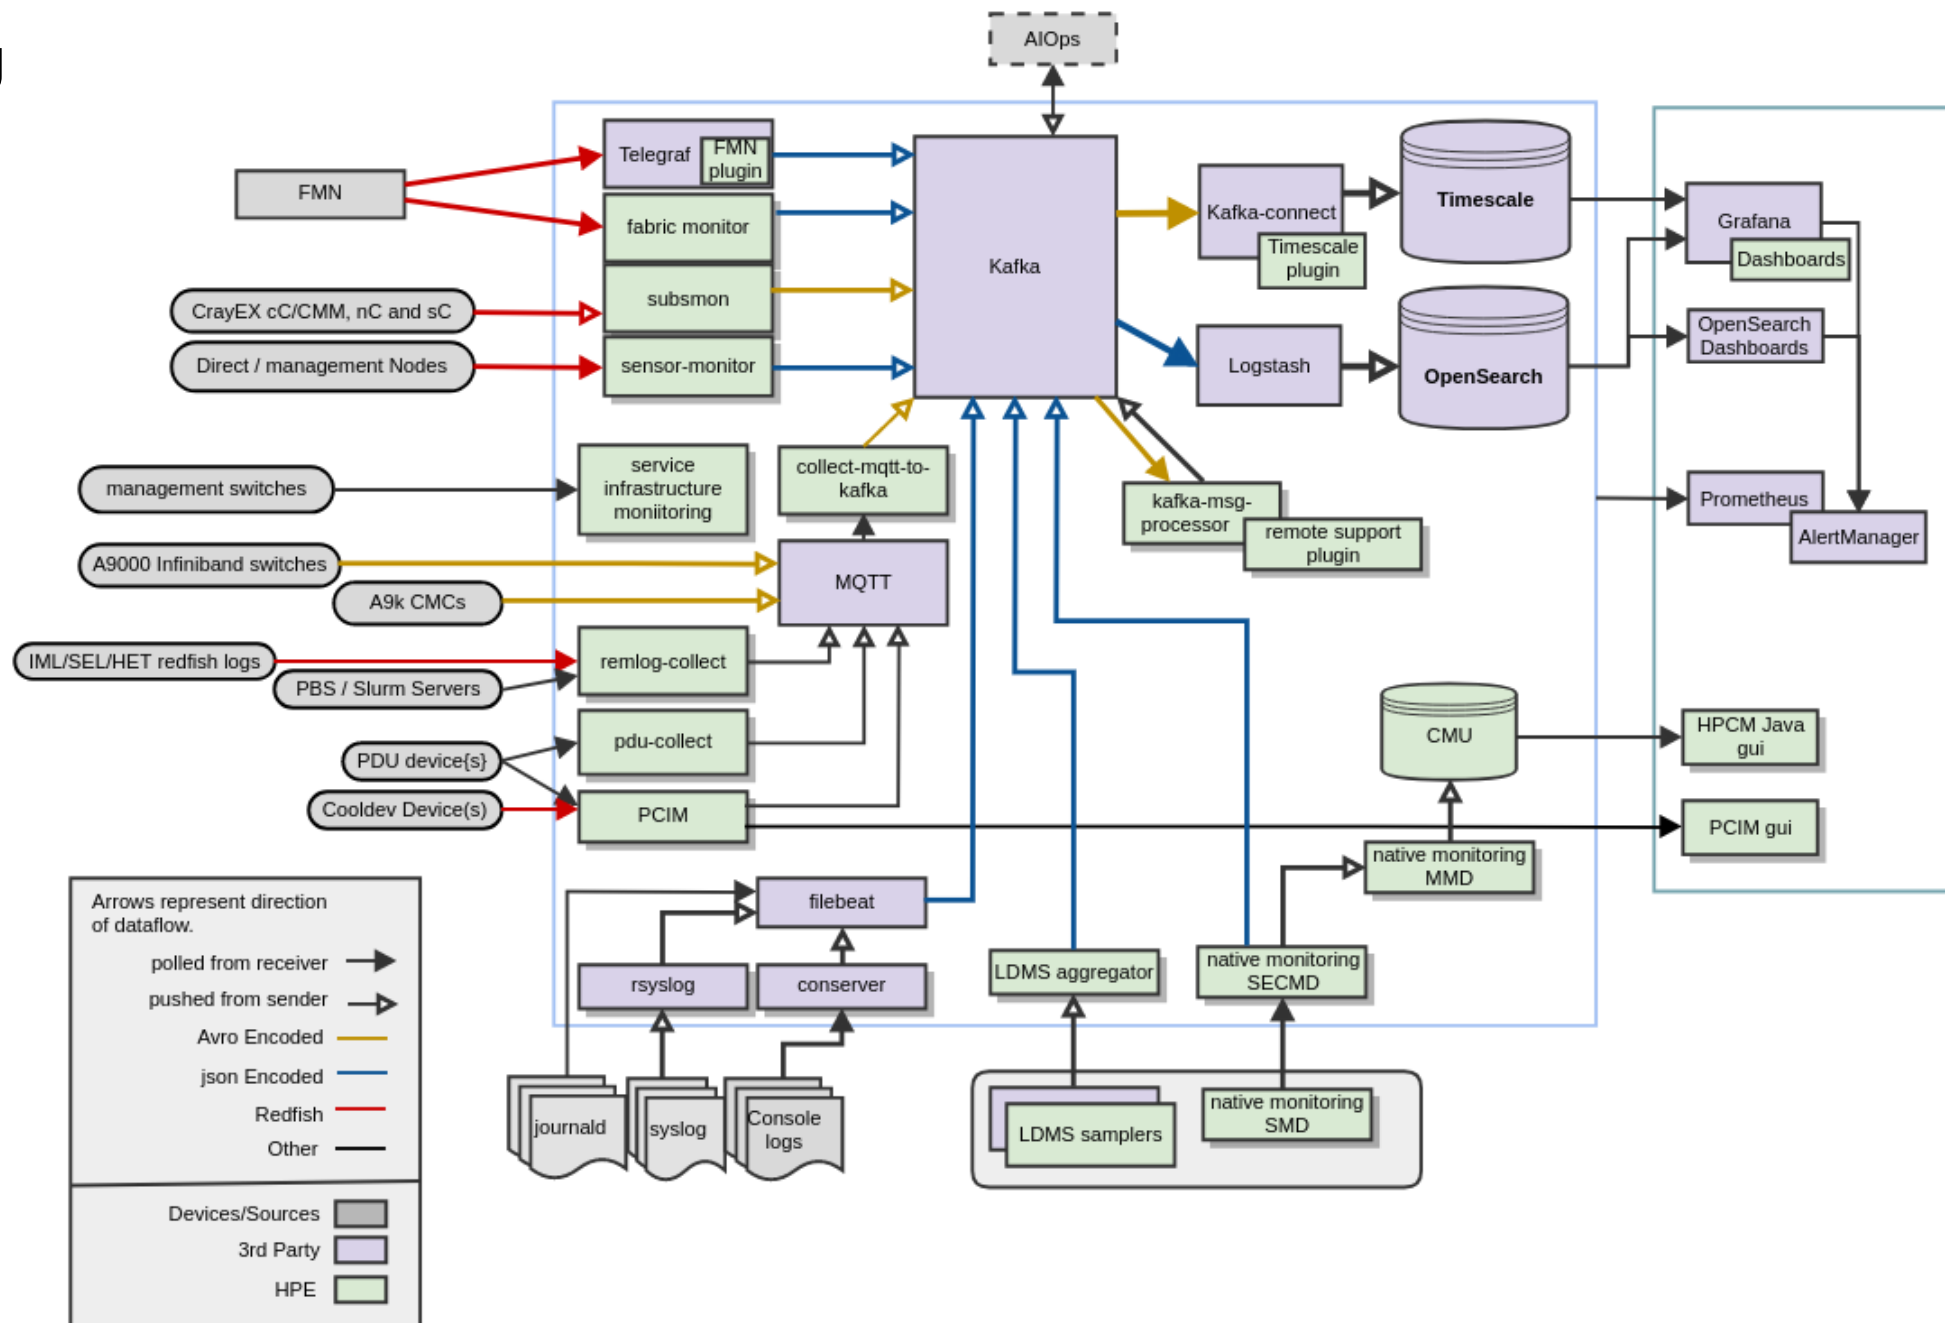 AIOps
Telegraf
FMN
plugin
FMN
fabric monitor
subsmon
sensor-monitor
CrayEX cC/CMM, nC and sC
Direct / management Nodes
Kafka
Kafka-connect
Timescale
plugin
Timescale
Logstash
OpenSearch
Grafana
Dashboards
OpenSearch
Dashboards
Prometheus
AlertManager
management switches
service
infrastructure
moniitoring
collect-mqtt-to-
kafka
kafka-msg-
processor
remote support
plugin
A9000 Infiniband switches
A9k CMCs
MQTT
IML/SEL/HET redfish logs
PBS / Slurm Servers
remlog-collect
PDU device{s}
pdu-collect
Cooldev Device(s)
PCIM
CMU
HPCM Java
gui
PCIM gui
native monitoring
MMD
filebeat
rsyslog
conserver
LDMS aggregator
native monitoring
SECMD
journald
syslog
Console
logs
LDMS samplers
native monitoring
SMD
Arrows represent direction
of dataflow.
polled from receiver
pushed from sender
Avro Encoded
json Encoded
Redfish
Other
Devices/Sources
3rd Party
HPE